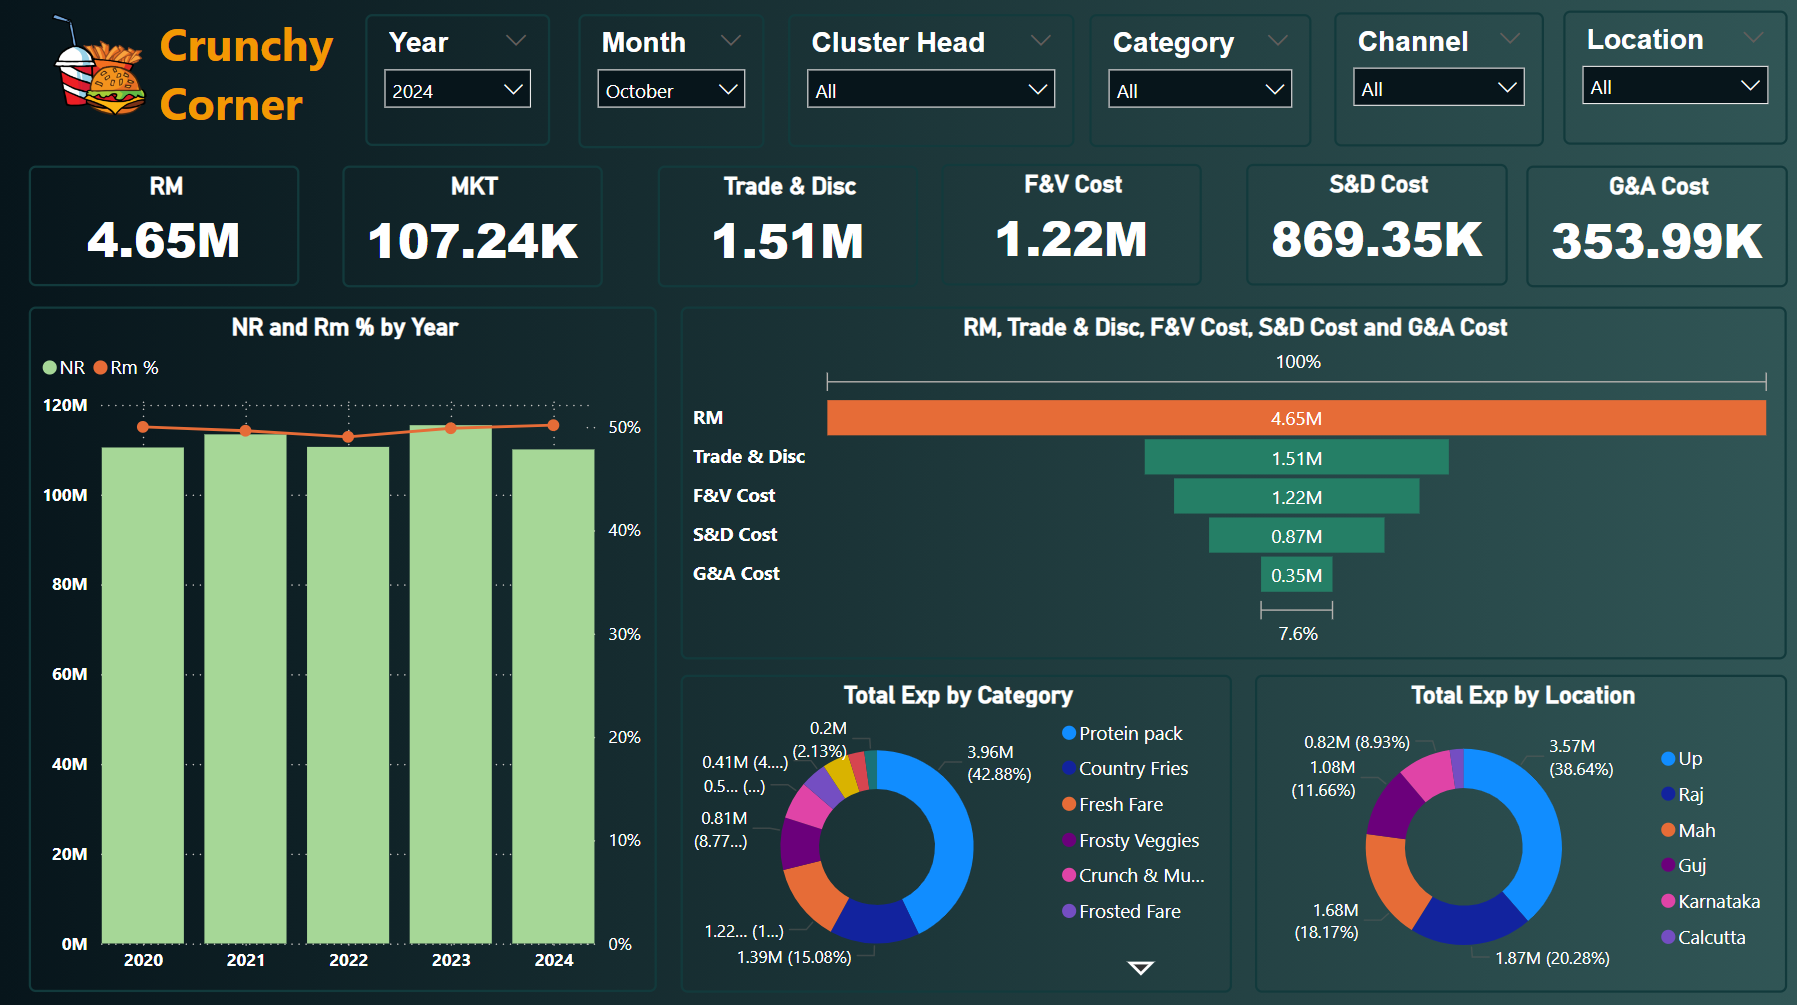 Crunchy
Corner
Year
2024
Month
October
Cluster Head
All
Category
All
Channel
All
Location
All
RM
4.65M
MKT
107.24K
Trade & Disc
1.51M
F&V Cost
1.22M
S&D Cost
869.35K
G&A Cost
353.99K
NR and Rm % by Year
NR Rm %
120M
100M
80M
60M
40M
20M
0M
50%
40%
30%
20%
10%
0%
2020 2021 2022 2023 2024
RM, Trade & Disc, F&V Cost, S&D Cost and G&A Cost
100%
RM 4.65M
Trade & Disc 1.51M
F&V Cost 1.22M
S&D Cost 0.87M
G&A Cost 0.35M
7.6%
Total Exp by Category
0.2M
(2.13%)
0.41M (4....)
0.5... (...)
0.81M
(8.77...)
1.22... (1...)
1.39M (15.08%)
3.96M
(42.88%)
Protein pack
Country Fries
Fresh Fare
Frosty Veggies
Crunch & Mu...
Frosted Fare
Total Exp by Location
0.82M (8.93%)
1.08M
(11.66%)
1.68M
(18.17%)
1.87M (20.28%)
3.57M
(38.64%)
Up
Raj
Mah
Guj
Karnataka
Calcutta